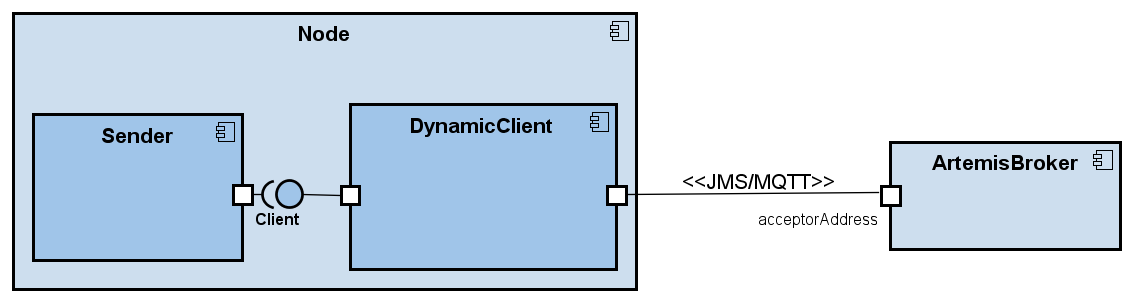 Node
Sender
DynamicClient
Client
<<JMS/MQTT>>
acceptorAddress
ArtemisBroker